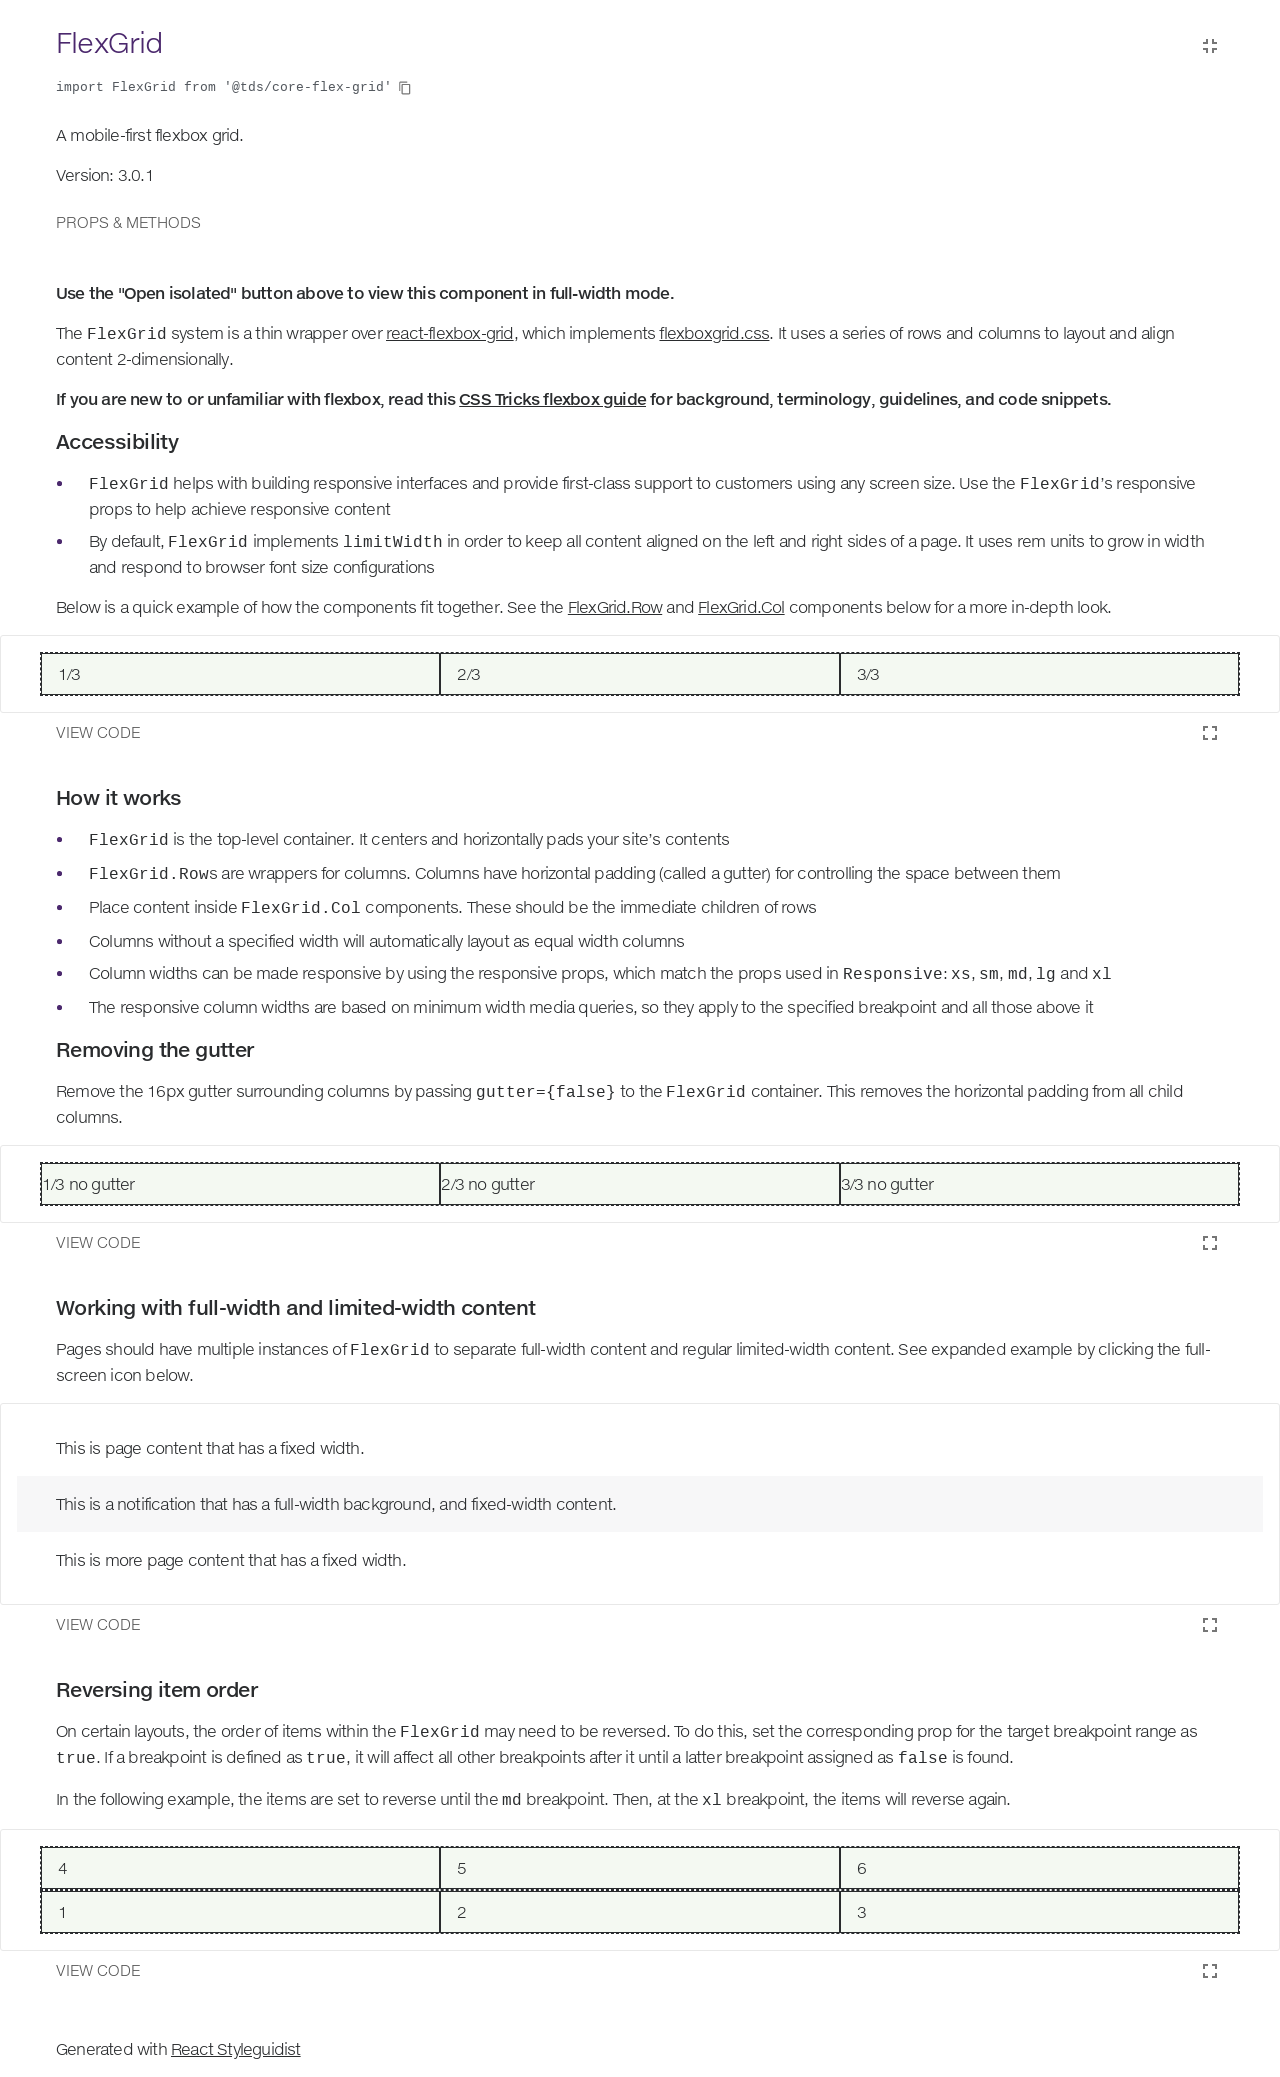 FlexGrid
import FlexGrid from '@tds/core-flex-grid'
A mobile-first flexbox grid.
Version: 3.0.1
PROPS & METHODS
Use the "Open isolated" button above to view this component in full-width mode.
The FlexGrid system is a thin wrapper over react-flexbox-grid, which implements flexboxgrid.css. It uses a series of rows and columns to layout and align
content 2-dimensionally.
If you are new to or unfamiliar with flexbox, read this CSS Tricks flexbox guide for background, terminology, guidelines, and code snippets.
Accessibility
• FlexGrid helps with building responsive interfaces and provide first-class support to customers using any screen size. Use the FlexGrid's responsive
props to help achieve responsive content
• By default, FlexGrid implements limitWidth in order to keep all content aligned on the left and right sides of a page. It uses rem units to grow in width
and respond to browser font size configurations
Below is a quick example of how the components fit together. See the FlexGrid.Row and FlexGrid.Col components below for a more in-depth look.
1/3 2/3 3/3
VIEW CODE
How it works
• FlexGrid is the top-level container. It centers and horizontally pads your site's contents
• FlexGrid.Rows are wrappers for columns. Columns have horizontal padding (called a gutter) for controlling the space between them
• Place content inside FlexGrid.Col components. These should be the immediate children of rows
• Columns without a specified width will automatically layout as equal width columns
• Column widths can be made responsive by using the responsive props, which match the props used in Responsive: xs, sm, md, lg and xl
• The responsive column widths are based on minimum width media queries, so they apply to the specified breakpoint and all those above it
Removing the gutter
Remove the 16px gutter surrounding columns by passing gutter={false} to the FlexGrid container. This removes the horizontal padding from all child
columns.
1/3 no gutter 2/3 no gutter 3/3 no gutter
VIEW CODE
Working with full-width and limited-width content
Pages should have multiple instances of FlexGrid to separate full-width content and regular limited-width content. See expanded example by clicking the full-
screen icon below.
This is page content that has a fixed width.
This is a notification that has a full-width background, and fixed-width content.
This is more page content that has a fixed width.
VIEW CODE
Reversing item order
On certain layouts, the order of items within the FlexGrid may need to be reversed. To do this, set the corresponding prop for the target breakpoint range as
true. If a breakpoint is defined as true, it will affect all other breakpoints after it until a latter breakpoint assigned as false is found.
In the following example, the items are set to reverse until the md breakpoint. Then, at the xl breakpoint, the items will reverse again.
4 5 6
1 2 3
VIEW CODE
Generated with React Styleguidist